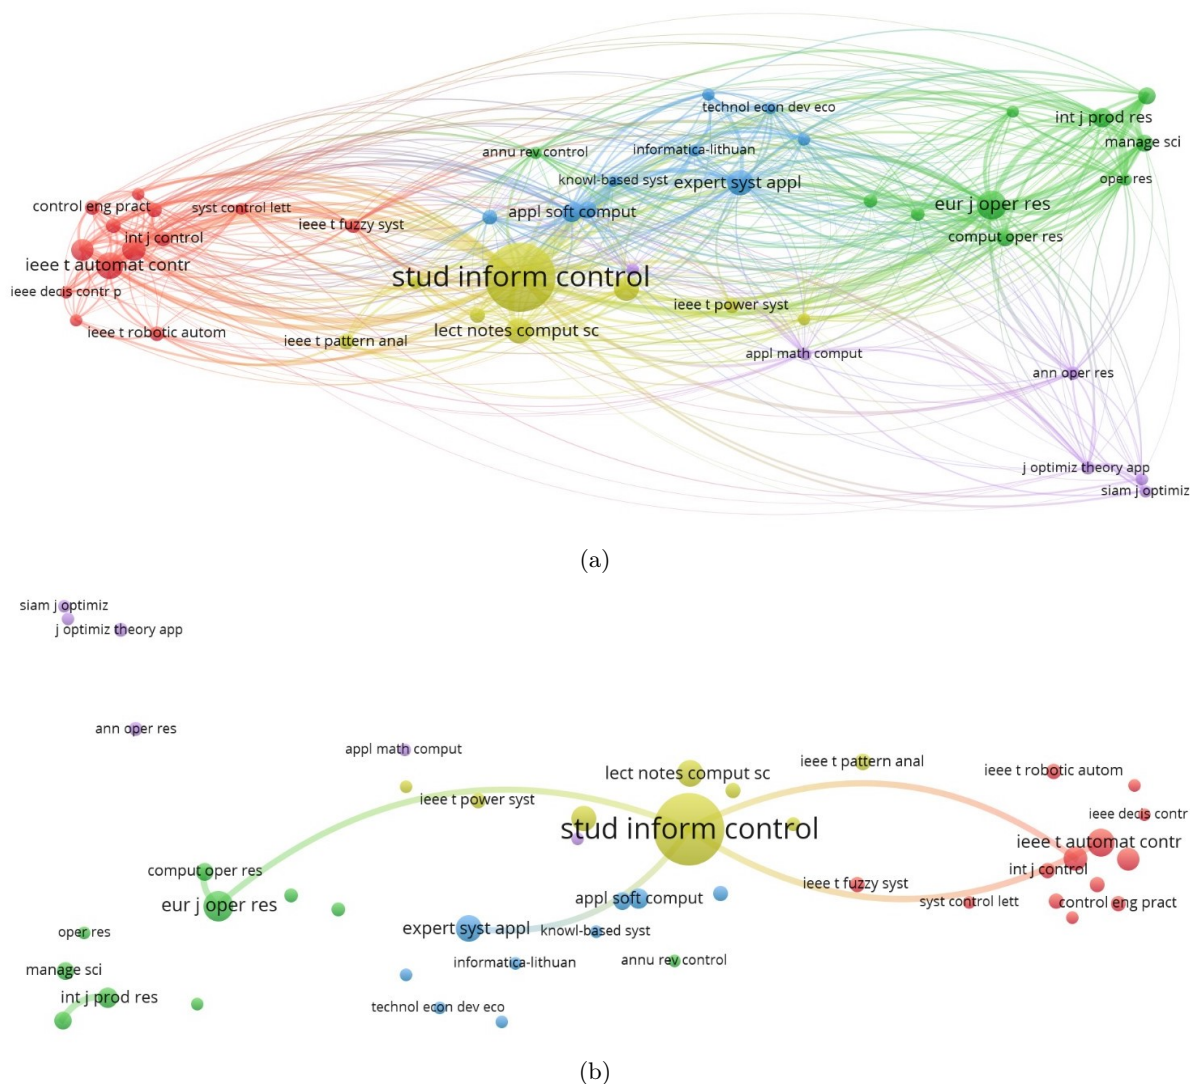 technol econ dev eco
int j prod res
manage sci
informatica-lithuan
annu rev control
knowl-based syst
expert syst appl
oper res
control eng pract
syst control lett
appl soft comput
eur j oper res
ieee t fuzzy syst
int j control
comput oper res
ieee t automat contr
stud inform control
ieee decis contr p
ieee t power syst
ieee t robotic autom
lect notes comput sc
ieee t pattern anal
appl math comput
ann oper res
j optimiz theory app
siam j optimiz
(a)
siam j optimiz
j optimiz theory app
ann oper res
appl math comput
ieee t pattern anal
lect notes comput sc
ieee t robotic autom
ieee t power syst
ieee decis contr
stud inform control
ieee t automat contr
comput oper res
int j control
ieee t fuzzy syst
eur j oper res
appl soft comput
syst control lett
control eng pract
oper res
expert syst appl
knowl-based syst
manage sci
informatica-lithuan
annu rev control
int j prod res
technol econ dev eco
(b)